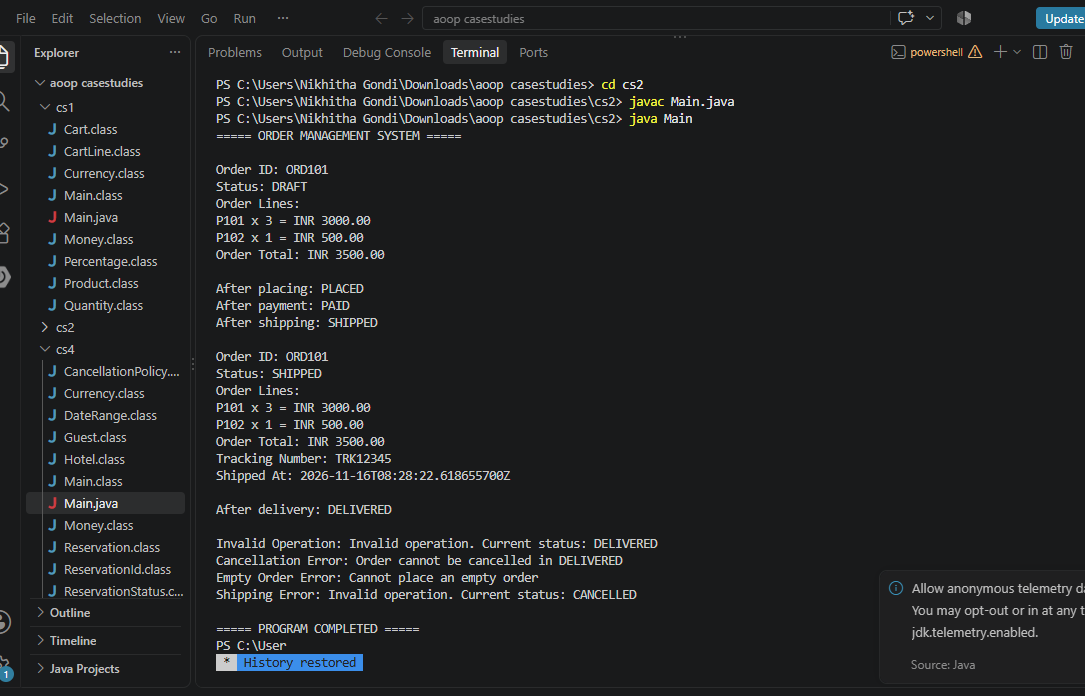 File Edit Selection View Go Run ···
aoop casestudies
Update
Explorer ···
aoop casestudies
cs1
Cart.class
CartLine.class
Currency.class
Main.class
Main.java
Money.class
Percentage.class
Product.class
Quantity.class
cs2
cs4
CancellationPolicy....
Currency.class
DateRange.class
Guest.class
Hotel.class
Main.class
Main.java
Money.class
Reservation.class
ReservationId.class
ReservationStatus.c...
Outline
Timeline
Java Projects
1
Problems Output Debug Console Terminal Ports
powershell
PS C:\Users\Nikhitha Gondi\Downloads\aoop casestudies> cd cs2
PS C:\Users\Nikhitha Gondi\Downloads\aoop casestudies\cs2> javac Main.java
PS C:\Users\Nikhitha Gondi\Downloads\aoop casestudies\cs2> java Main
===== ORDER MANAGEMENT SYSTEM =====
Order ID: ORD101
Status: DRAFT
Order Lines:
P101 x 3 = INR 3000.00
P102 x 1 = INR 500.00
Order Total: INR 3500.00
After placing: PLACED
After payment: PAID
After shipping: SHIPPED
Order ID: ORD101
Status: SHIPPED
Order Lines:
P101 x 3 = INR 3000.00
P102 x 1 = INR 500.00
Order Total: INR 3500.00
Tracking Number: TRK12345
Shipped At: 2026-11-16T08:28:22.618655700Z
After delivery: DELIVERED
Invalid Operation: Invalid operation. Current status: DELIVERED
Cancellation Error: Order cannot be cancelled in DELIVERED
Empty Order Error: Cannot place an empty order
Shipping Error: Invalid operation. Current status: CANCELLED
===== PROGRAM COMPLETED =====
PS C:\User
* History restored
Allow anonymous telemetry da
You may opt-out or in at any t
jdk.telemetry.enabled.
Source: Java